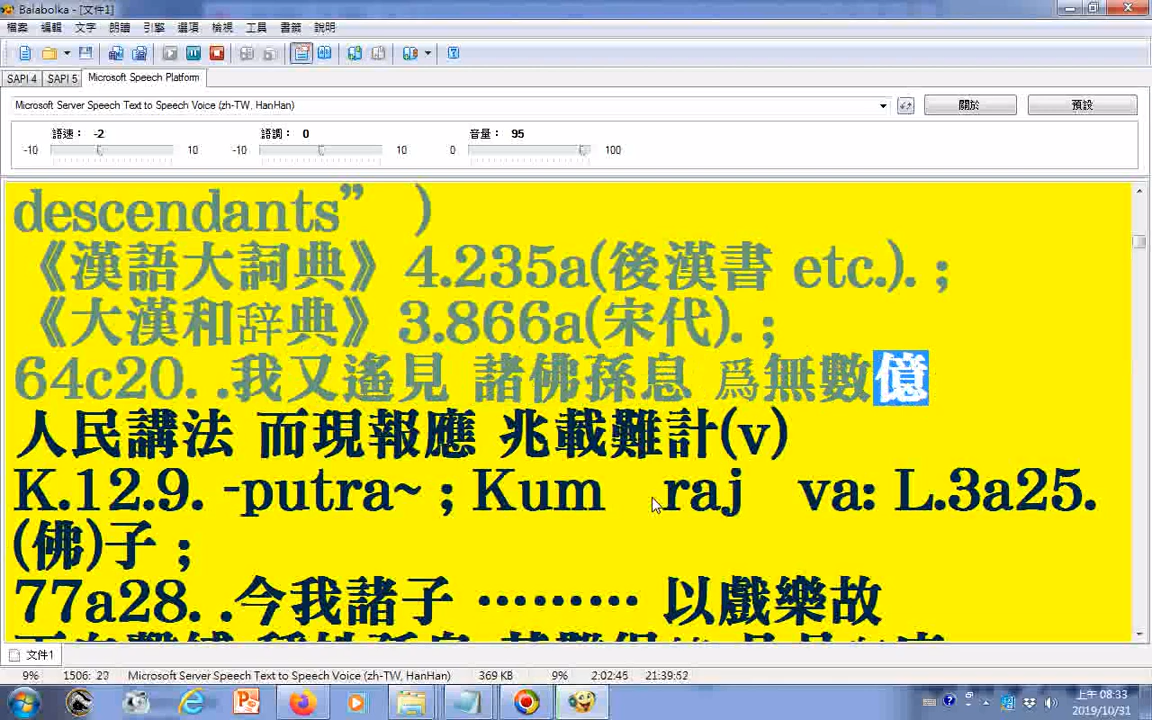 Balabolka - [文件1]
檔案 編輯 文字 朗讀 引擎 選項 檢視 工具 書籤 說明
SAPI 4 SAPI 5 Microsoft Speech Platform
Microsoft Server Speech Text to Speech Voice (zh-TW, HanHan) 關於 預設
語速： -2 語調： 0 音量： 95
-10 10 -10 10 0 100
descendants” )
《漢語大詞典》4.235a(後漢書 etc.). ;
《大漢和辞典》3.866a(宋代). ;
64c20. .我又遙見 諸佛孫息 爲無數億
人民講法 而現報應 兆載難計(v)
K.12.9. -putra~ ; Kum raj va: L.3a25.
(佛)子 ;
77a28. .今我諸子 ……… 以戲樂故
文件1
9% 1506: 23 Microsoft Server Speech Text to Speech Voice (zh-TW, HanHan) 369 KB 9% 2:02:45 21:39:52
上午 08:33
2019/10/31